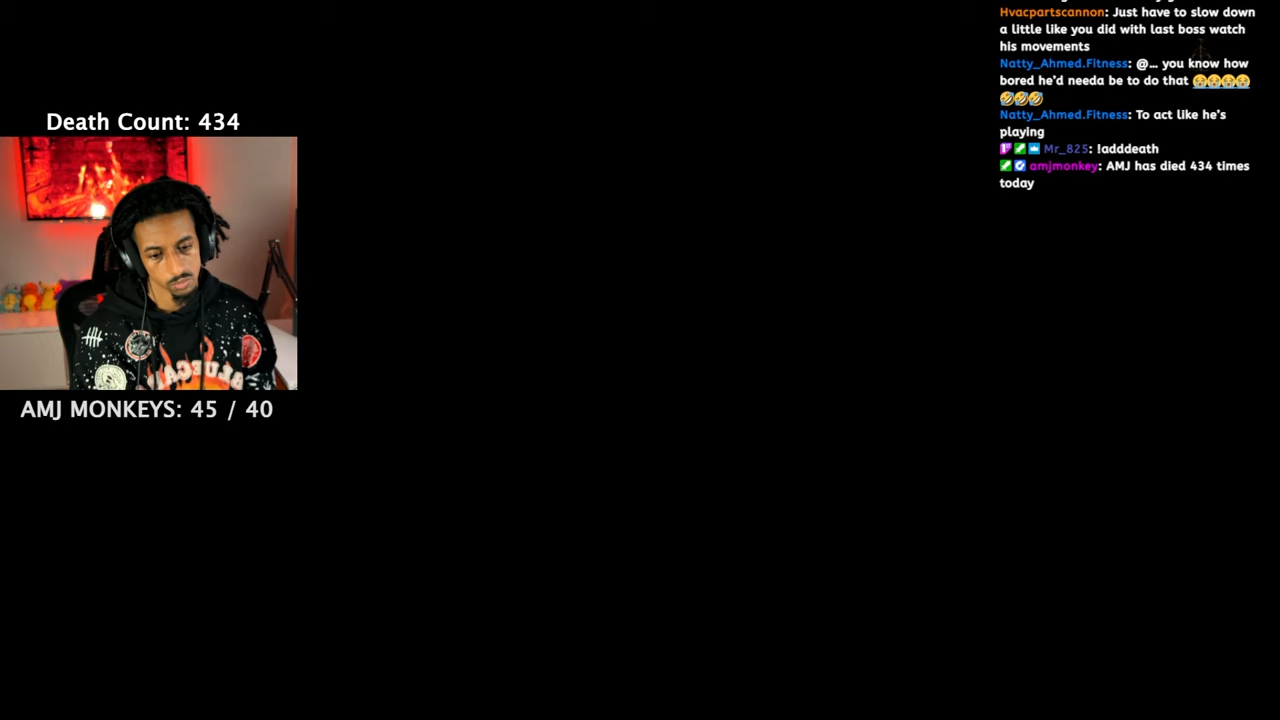 Hvacpartscannon: Just have to slow down
a little like you did with last boss watch
his movements
Natty_Ahmed.Fitness: @... you know how
bored he'd needa be to do that 😭😭😭😭
🤣🤣🤣
Natty_Ahmed.Fitness: To act like he's
playing
Mr_825: !adddeath
amjmonkey: AMJ has died 434 times
today
Death Count: 434
AMJ MONKEYS: 45 / 40